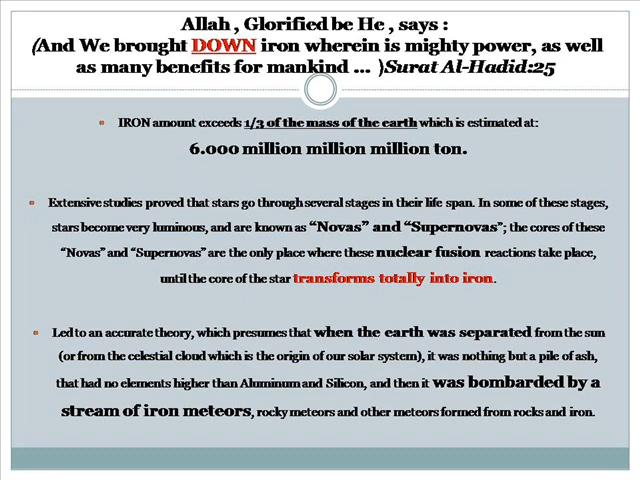 Allah , Glorified be He , says :
(And We brought DOWN iron wherein is mighty power, as well
as many benefits for mankind ... )Surat Al-Hadid:25
IRON amount exceeds 1/3 of the mass of the earth which is estimated at:
6.000 million million million ton.
Extensive studies proved that stars go through several stages in their life span. In some of these stages,
stars become very luminous, and are known as "Novas" and "Supernovas"; the cores of these
"Novas" and "Supernovas" are the only place where these nuclear fusion reactions take place,
until the core of the star transforms totally into iron.
Led to an accurate theory, which presumes that when the earth was separated from the sun
(or from the celestial cloud which is the origin of our solar system), it was nothing but a pile of ash,
that had no elements higher than Aluminum and Silicon, and then it was bombarded by a
stream of iron meteors, rocky meteors and other meteors formed from rocks and iron.